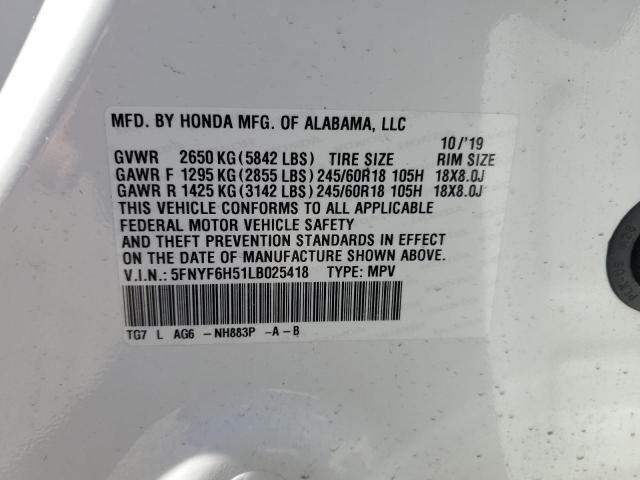 MFD. BY HONDA MFG. OF ALABAMA, LLC
10/'19
GVWR 2650 KG(5842 LBS) TIRE SIZE RIM SIZE
GAWR F 1295 KG(2855 LBS)245/60R18 105H 18X8.0J
GAWR R 1425 KG(3142 LBS)245/60R18 105H 18X8.0J
THIS VEHICLE CONFORMS TO ALL APPLICABLE
FEDERAL MOTOR VEHICLE SAFETY
AND THEFT PREVENTION STANDARDS IN EFFECT
ON THE DATE OF MANUFACTURE SHOWN ABOVE.
V.I.N.: 5FNYF6H51LB025418 TYPE: MPV
TG7 L AG6 -NH883P -A-B